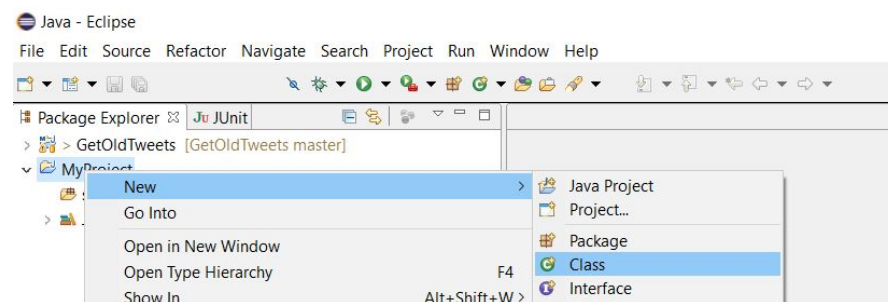 Java - Eclipse
File Edit Source Refactor Navigate Search Project Run Window Help
Package Explorer JUnit
> GetOldTweets [GetOldTweets master]
MyProject
New
Go Into
Open in New Window
Open Type Hierarchy F4
Show In Alt+Shift+W >
Java Project
Project...
Package
Class
Interface